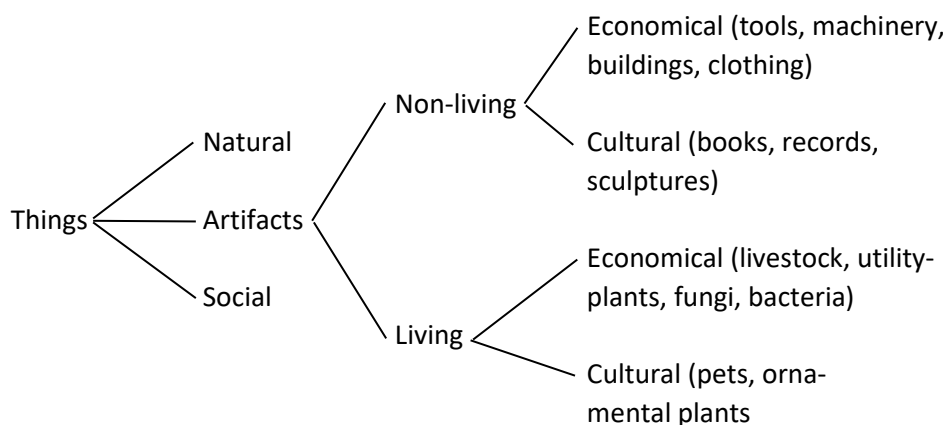 Economical (tools, machinery,
buildings, clothing)
Non-living
Natural
Cultural (books, records,
sculptures)
Things
Artifacts
Economical (livestock, utility-
plants, fungi, bacteria)
Social
Living
Cultural (pets, orna-
mental plants